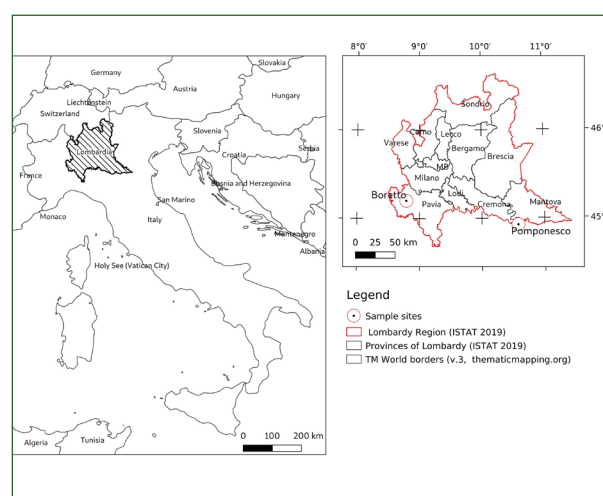 Slovakia
Germany
Austria
Hungary
Liechtenstein
Switzerland
Slovenia
Lombardia
Croatia
Serbia
France
Bosnia and Herzegovina
San Marino
Monaco
Italy
Montenegro
Albania
Holy See (Vatican City)
Algeria
Tunisia
0 100 200 km
8°0' 9°0' 10°0' 11°0'
Sondrio
46°
Como
Lecco
Varese
Bergamo
Brescia
MB
Milano
Boretto
Lodi
Pavia
Cremona
Mantova
45°
Pomponesco
0 25 50 km
Legend
Sample sites
Lombardy Region (ISTAT 2019)
Provinces of Lombardy (ISTAT 2019)
TM World borders (v.3, thematicmapping.org)